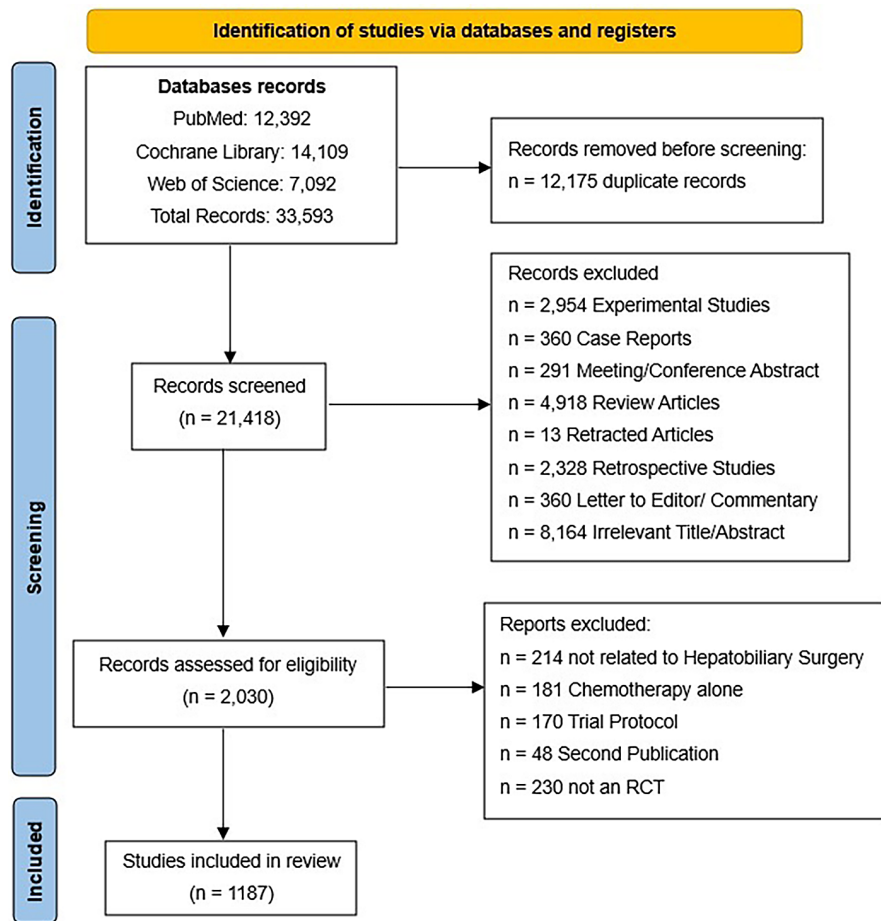 Identification of studies via databases and registers
Identification
Databases records
PubMed: 12,392
Cochrane Library: 14,109
Web of Science: 7,092
Total Records: 33,593
Records removed before screening:
n = 12,175 duplicate records
Screening
Records screened
(n = 21,418)
Records excluded
n = 2,954 Experimental Studies
n = 360 Case Reports
n = 291 Meeting/Conference Abstract
n = 4,918 Review Articles
n = 13 Retracted Articles
n = 2,328 Retrospective Studies
n = 360 Letter to Editor/ Commentary
n = 8,164 Irrelevant Title/Abstract
Records assessed for eligibility
(n = 2,030)
Reports excluded:
n = 214 not related to Hepatobiliary Surgery
n = 181 Chemotherapy alone
n = 170 Trial Protocol
n = 48 Second Publication
n = 230 not an RCT
Included
Studies included in review
(n = 1187)